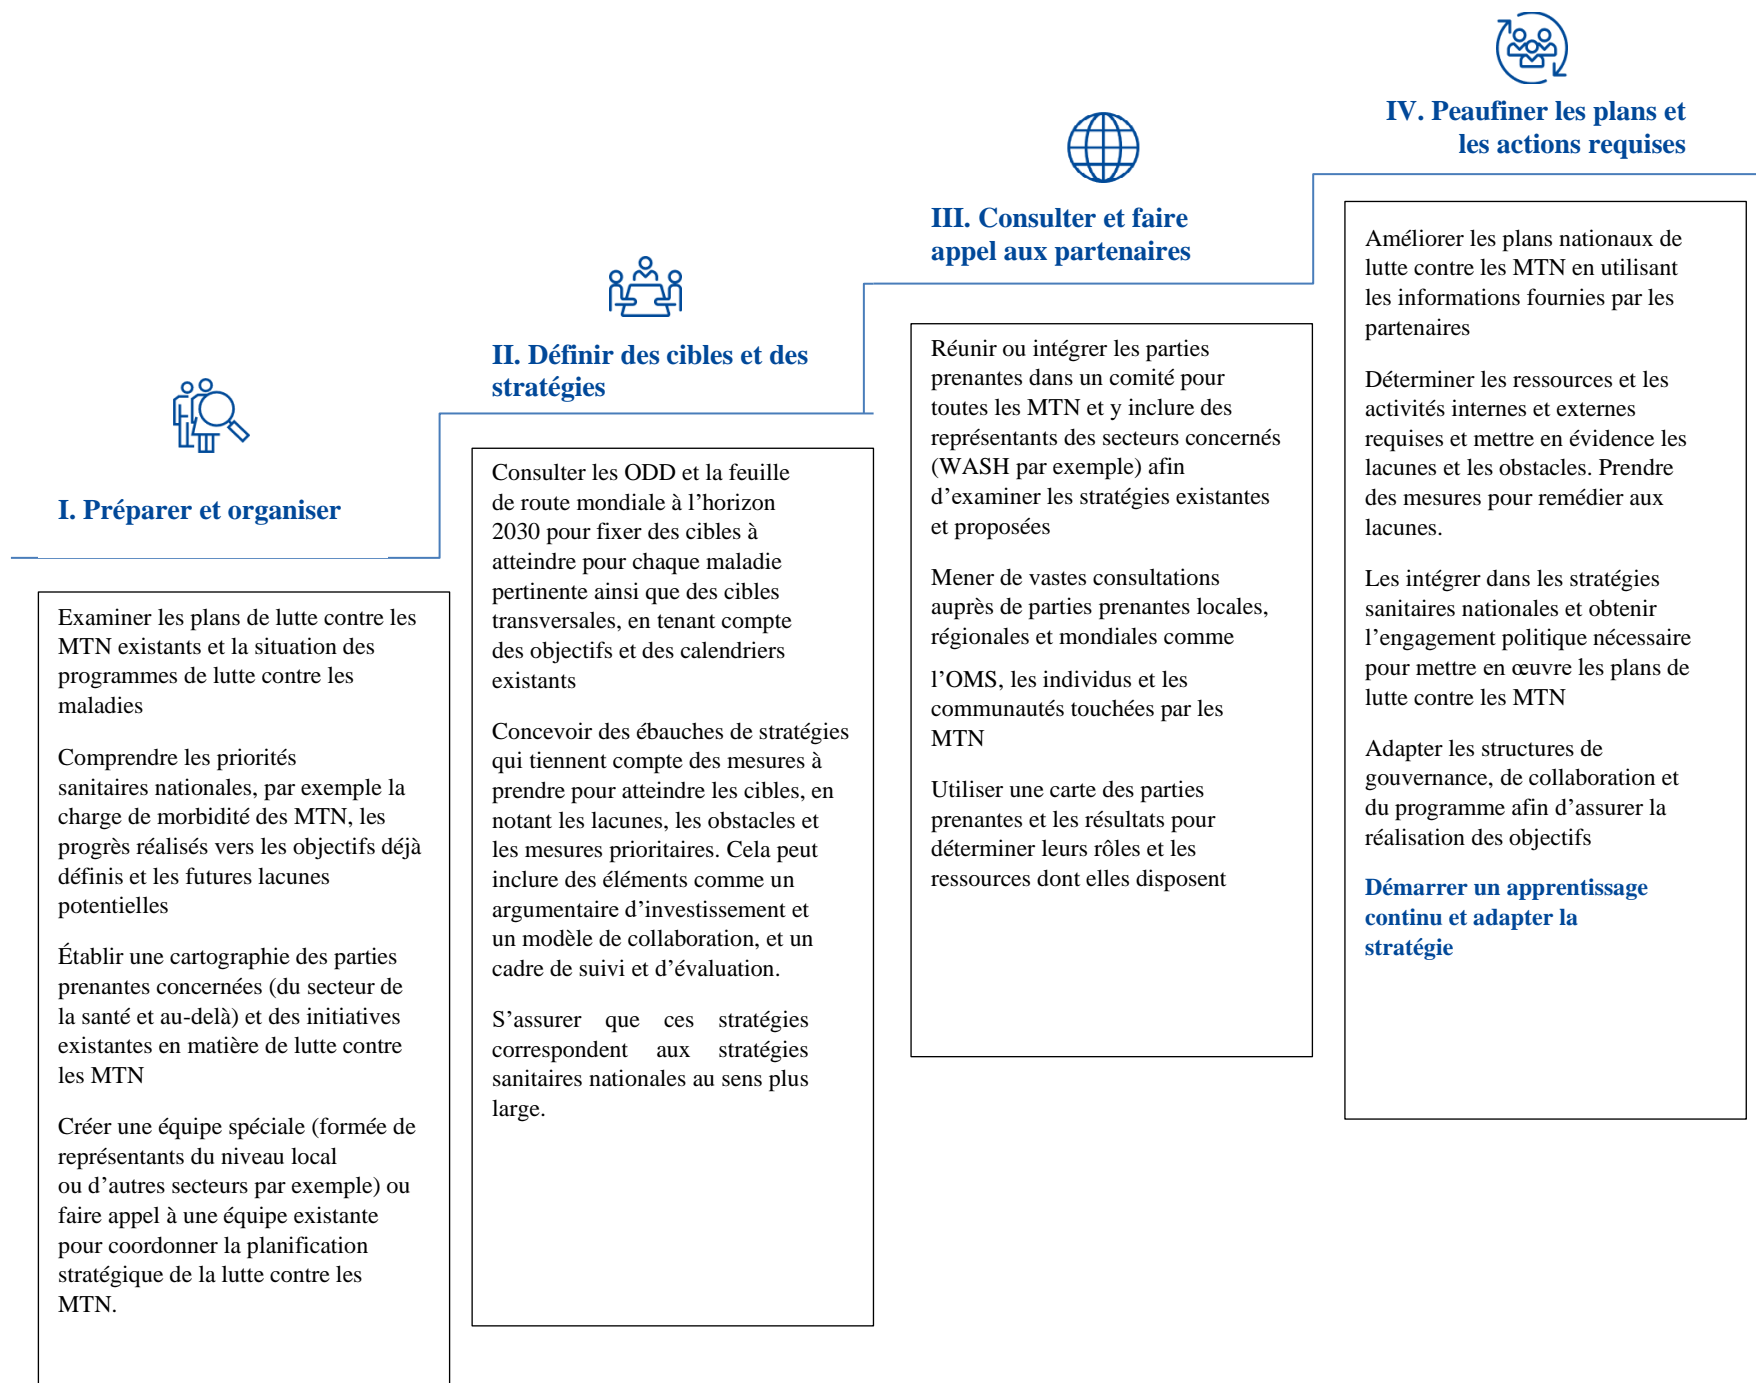 I. Préparer et organiser
Examiner les plans de lutte contre les
MTN existants et la situation des
programmes de lutte contre les
maladies
Comprendre les priorités
sanitaires nationales, par exemple la
charge de morbidité des MTN, les
progrès réalisés vers les objectifs déjà
définis et les futures lacunes
potentielles
Établir une cartographie des parties
prenantes concernées (du secteur de
la santé et au-delà) et des initiatives
existantes en matière de lutte contre
les MTN
Créer une équipe spéciale (formée de
représentants du niveau local
ou d’autres secteurs par exemple) ou
faire appel à une équipe existante
pour coordonner la planification
stratégique de la lutte contre les
MTN.
II. Définir des cibles et des
stratégies
Consulter les ODD et la feuille
de route mondiale à l’horizon
2030 pour fixer des cibles à
atteindre pour chaque maladie
pertinente ainsi que des cibles
transversales, en tenant compte
des objectifs et des calendriers
existants
Concevoir des ébauches de stratégies
qui tiennent compte des mesures à
prendre pour atteindre les cibles, en
notant les lacunes, les obstacles et
les mesures prioritaires. Cela peut
inclure des éléments comme un
argumentaire d’investissement et
un modèle de collaboration, et un
cadre de suivi et d’évaluation.
S’assurer que ces stratégies
correspondent aux stratégies
sanitaires nationales au sens plus
large.
III. Consulter et faire
appel aux partenaires
Réunir ou intégrer les parties
prenantes dans un comité pour
toutes les MTN et y inclure des
représentants des secteurs concernés
(WASH par exemple) afin
d’examiner les stratégies existantes
et proposées
Mener de vastes consultations
auprès de parties prenantes locales,
régionales et mondiales comme
l’OMS, les individus et les
communautés touchées par les
MTN
Utiliser une carte des parties
prenantes et les résultats pour
déterminer leurs rôles et les
ressources dont elles disposent
IV. Peaufiner les plans et
les actions requises
Améliorer les plans nationaux de
lutte contre les MTN en utilisant
les informations fournies par les
partenaires
Déterminer les ressources et les
activités internes et externes
requises et mettre en évidence les
lacunes et les obstacles. Prendre
des mesures pour remédier aux
lacunes.
Les intégrer dans les stratégies
sanitaires nationales et obtenir
l’engagement politique nécessaire
pour mettre en œuvre les plans de
lutte contre les MTN
Adapter les structures de
gouvernance, de collaboration et
du programme afin d’assurer la
réalisation des objectifs
Démarrer un apprentissage
continu et adapter la
stratégie